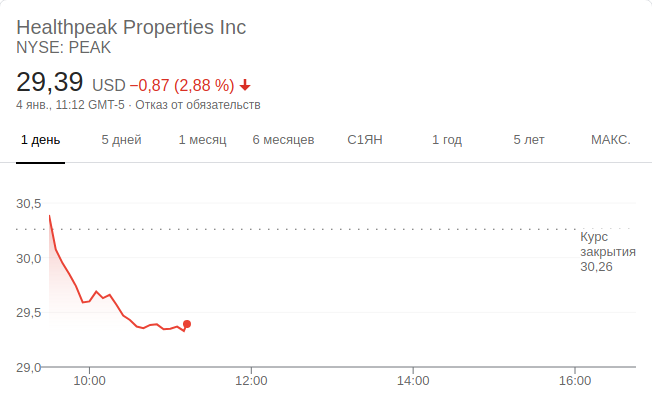 Healthpeak Properties Inc
NYSE: PEAK
29,39 USD −0,87 (2,88 %)
4 янв., 11:12 GMT-5 · Отказ от обязательств
1 день 5 дней 1 месяц 6 месяцев С1ЯН 1 год 5 лет МАКС.
30,5
Курс
закрытия
30,26
30,0
29,5
29,0
10:00 12:00 14:00 16:00